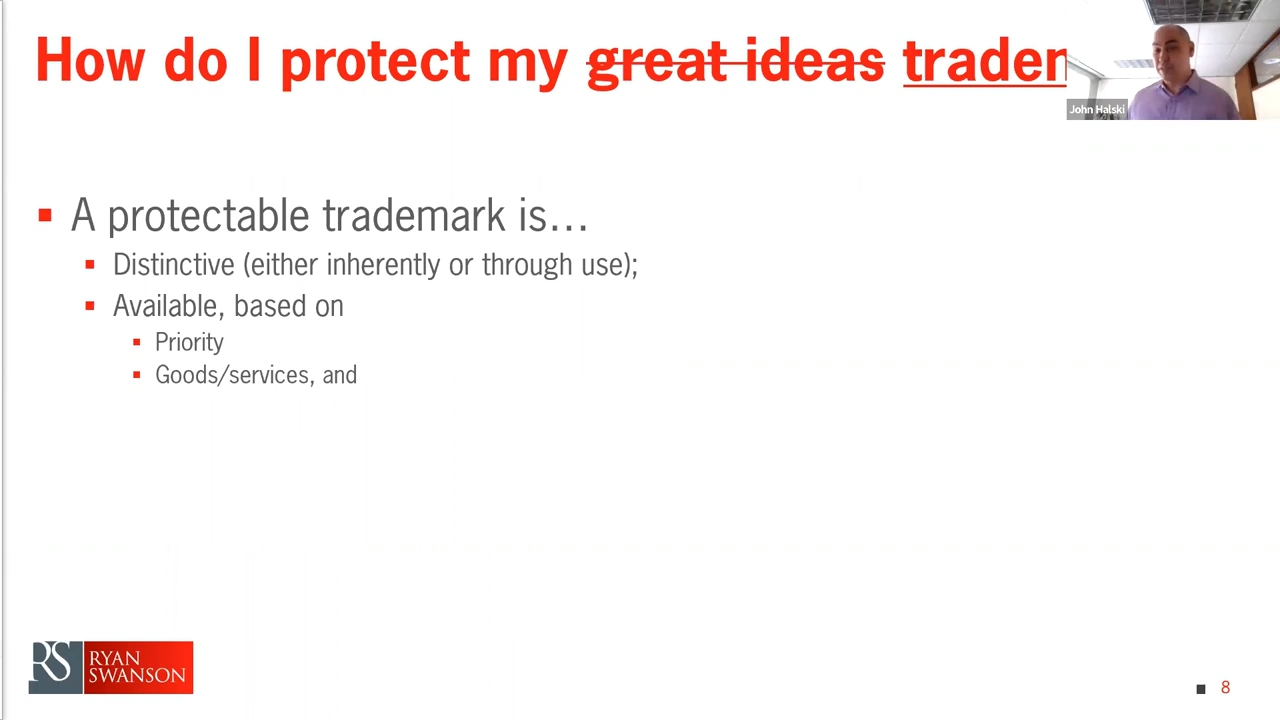 How do I protect my great ideas
John Halski
A protectable trademark is...
Distinctive (either inherently or through use);
Available, based on
Priority
Goods/services, and
RS RYAN
SWANSON
8